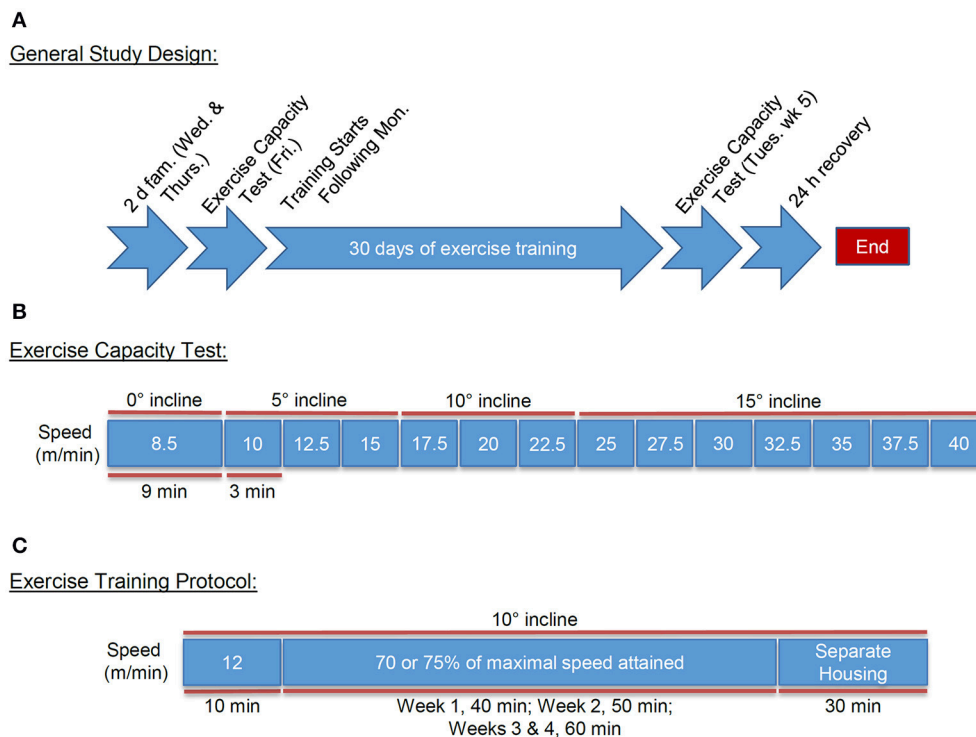 A
General Study Design:
2 d fam. (Wed. &
Thurs.)
Exercise Capacity
Test (Fri.)
Training Starts
Following Mon.
Exercise Capacity
Test (Tues. wk 5)
24 h recovery
30 days of exercise training
End
B
Exercise Capacity Test:
0° incline 5° incline 10° incline 15° incline
Speed
(m/min)
8.5 10 12.5 15 17.5 20 22.5 25 27.5 30 32.5 35 37.5 40
9 min 3 min
C
Exercise Training Protocol:
10° incline
Speed
(m/min)
12
70 or 75% of maximal speed attained
Separate
Housing
10 min
Week 1, 40 min; Week 2, 50 min;
Weeks 3 & 4, 60 min
30 min